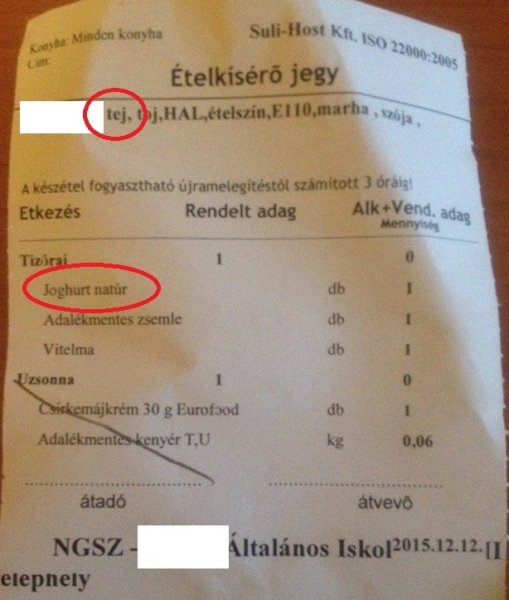 Konyha: Minden konyha
Cím:
Suli-Host Kft. ISO 22000:2005
Ételkísérő jegy
tej, toj,HAL,ételszín,E110,marha , szója ,
A készétel fogyasztható újramelegítéstől számított 3 óráig!
Etkezés Rendelt adag Alk+Vend. adag
Mennyiség
Tízórai 1 0
Joghurt natúr db 1
Adalékmentes zsemle db 1
Vitelma db 1
Uzsonna 1 0
Csirkemájkrém 30 g Eurofood db 1
Adalékmentes kenyér T,U kg 0,06
átadó átvevő
NGSZ - Általános Iskol2015.12.12.[I
elephely